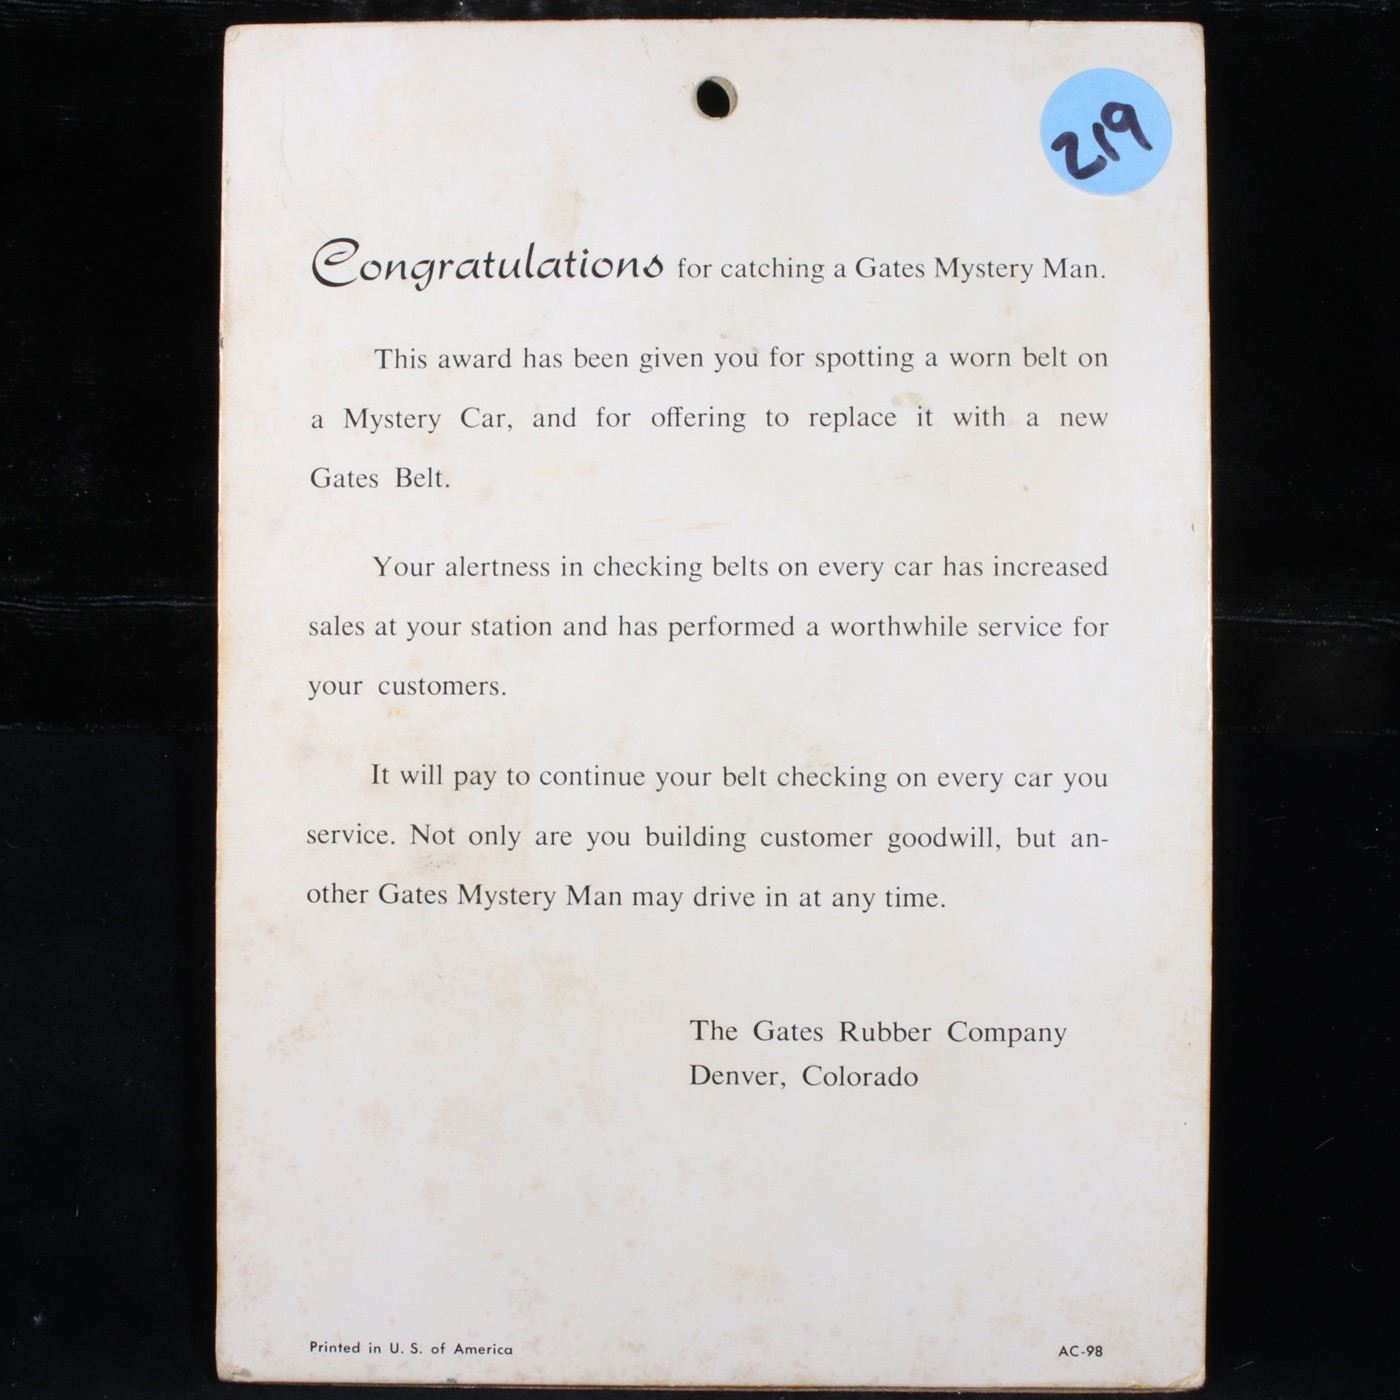 219
Congratulations for catching a Gates Mystery Man.
This award has been given you for spotting a worn belt on
a Mystery Car, and for offering to replace it with a new
Gates Belt.
Your alertness in checking belts on every car has increased
sales at your station and has performed a worthwhile service for
your customers.
It will pay to continue your belt checking on every car you
service. Not only are you building customer goodwill, but an-
other Gates Mystery Man may drive in at any time.
The Gates Rubber Company
Denver, Colorado
Printed in U. S. of America
AC-98